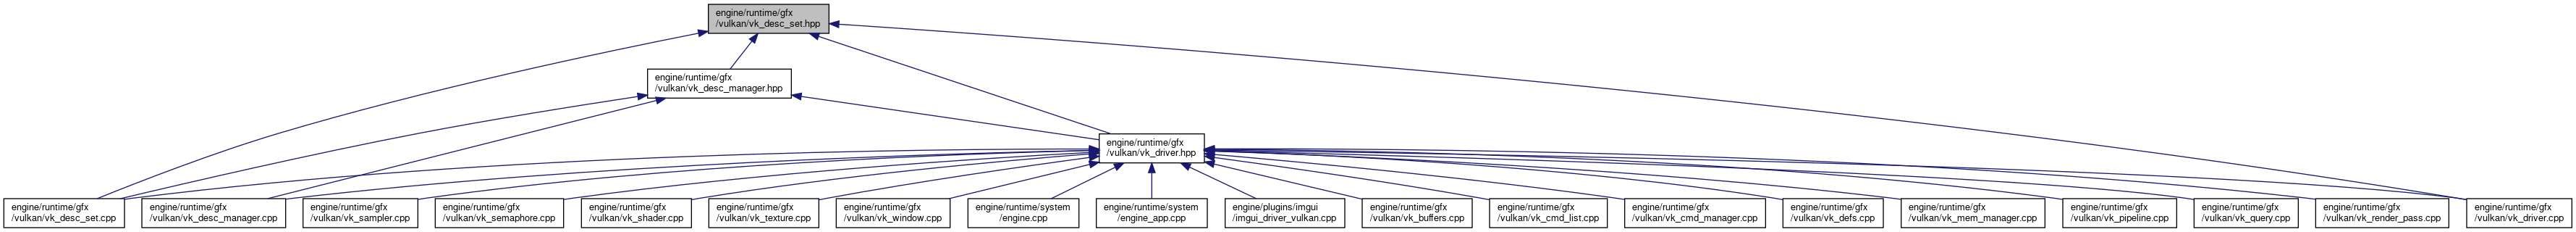 engine/runtime/gfx
/vulkan/vk_desc_set.hpp
engine/runtime/gfx
/vulkan/vk_desc_manager.hpp
engine/runtime/gfx
/vulkan/vk_driver.hpp
engine/runtime/gfx
/vulkan/vk_desc_set.cpp
engine/runtime/gfx
/vulkan/vk_desc_manager.cpp
engine/runtime/gfx
/vulkan/vk_sampler.cpp
engine/runtime/gfx
/vulkan/vk_semaphore.cpp
engine/runtime/gfx
/vulkan/vk_shader.cpp
engine/runtime/gfx
/vulkan/vk_texture.cpp
engine/runtime/gfx
/vulkan/vk_window.cpp
engine/runtime/system
/engine.cpp
engine/runtime/system
/engine_app.cpp
engine/plugins/imgui
/imgui_driver_vulkan.cpp
engine/runtime/gfx
/vulkan/vk_buffers.cpp
engine/runtime/gfx
/vulkan/vk_cmd_list.cpp
engine/runtime/gfx
/vulkan/vk_cmd_manager.cpp
engine/runtime/gfx
/vulkan/vk_defs.cpp
engine/runtime/gfx
/vulkan/vk_mem_manager.cpp
engine/runtime/gfx
/vulkan/vk_pipeline.cpp
engine/runtime/gfx
/vulkan/vk_query.cpp
engine/runtime/gfx
/vulkan/vk_render_pass.cpp
engine/runtime/gfx
/vulkan/vk_driver.cpp